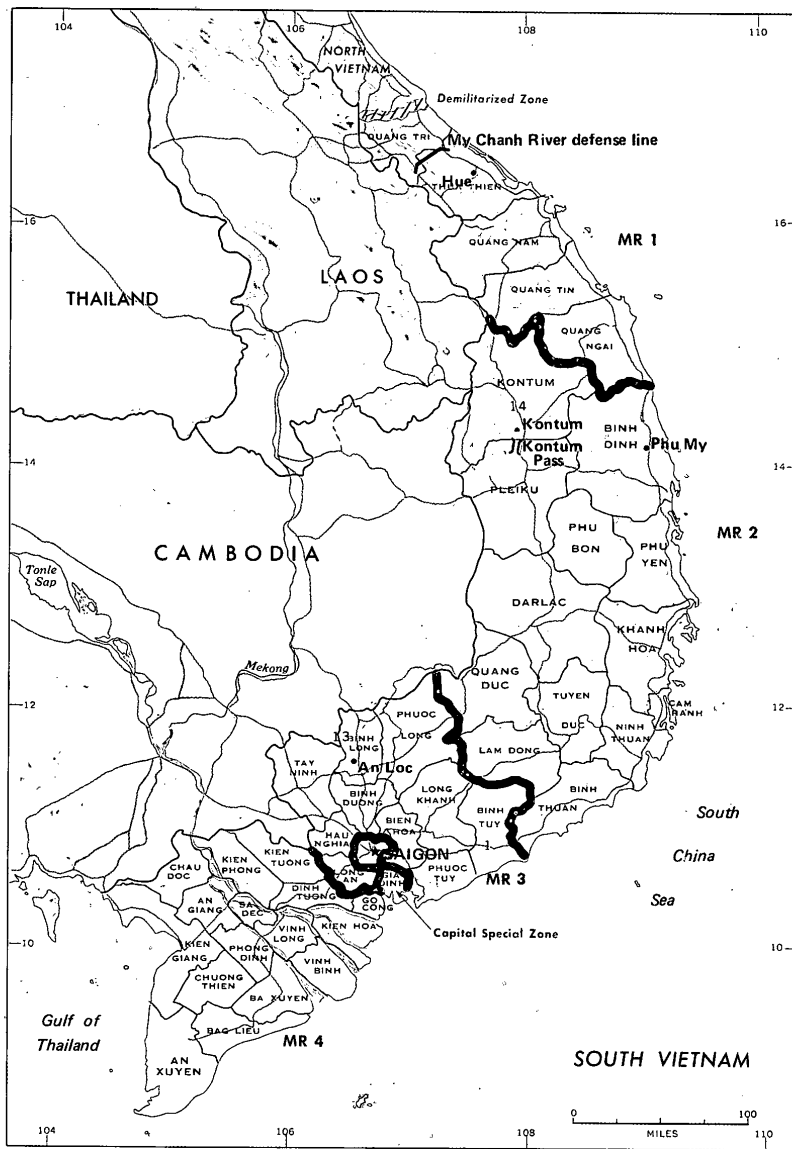 104
106
108
110
NORTH
VIETNAM
Demilitarized Zone
QUANG TRI
My Chanh River defense line
Hue
THUA THIEN
16
16
QUANG NAM
MR 1
LAOS
THAILAND
QUANG TIN
QUANG
NGAI
KONTUM
14
Kontum
BINH
DINH
Phu My
Kontum
Pass
14
14
PLEIKU
PHU
BON
PHU
YEN
MR 2
CAMBODIA
Tonle
Sap
DARLAC
KHANH
HOA
Mekong
QUANG
DUC
TUYEN
DUC
CAM
RANH
12
12
PHUOC
LONG
NINH
THUAN
13
BINH
LONG
LAM DONG
TAY
NINH
An Loc
BINH
DUONG
LONG
KHANH
BINH
THUAN
BINH
TUY
BIEN
HOA
South
China
Sea
HAU
NGHIA
SAIGON
1
KIEN
TUONG
LONG
AN
GIA
DINH
PHUOC
TUY
MR 3
CHAU
DOC
KIEN
PHONG
DINH
TUONG
GO
CONG
Capital Special Zone
AN
GIANG
SA
DEC
VINH
LONG
KIEN HOA
10
10
KIEN
GIANG
PHONG
DINH
VINH
BINH
CHUONG
THIEN
BA XUYEN
Gulf of
Thailand
BAC LIEU
MR 4
AN
XUYEN
SOUTH VIETNAM
0
100
MILES
104
106
108
110